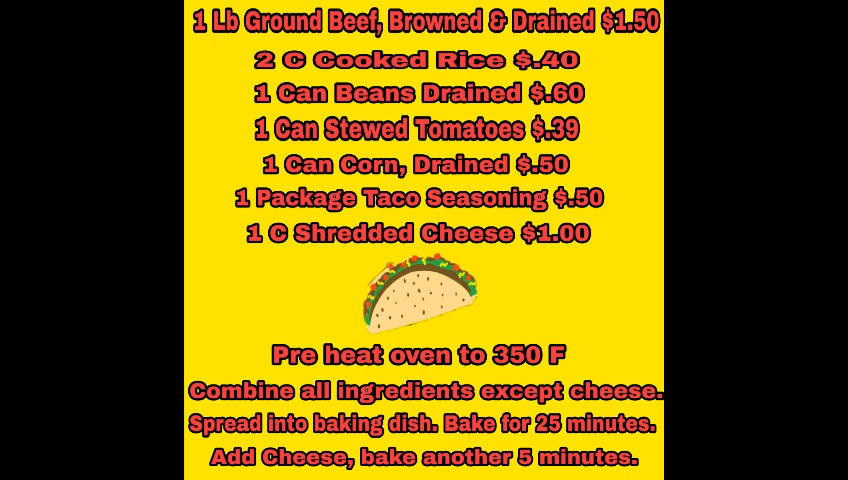 1 Lb Ground Beef, Browned & Drained $1.50
2 C Cooked Rice $.40
1 Can Beans Drained $.60
1 Can Stewed Tomatoes $.39
1 Can Corn, Drained $.50
1 Package Taco Seasoning $.50
1 C Shredded Cheese $1.00
Pre heat oven to 350 F
Combine all ingredients except cheese.
Spread into baking dish. Bake for 25 minutes.
Add Cheese, bake another 5 minutes.